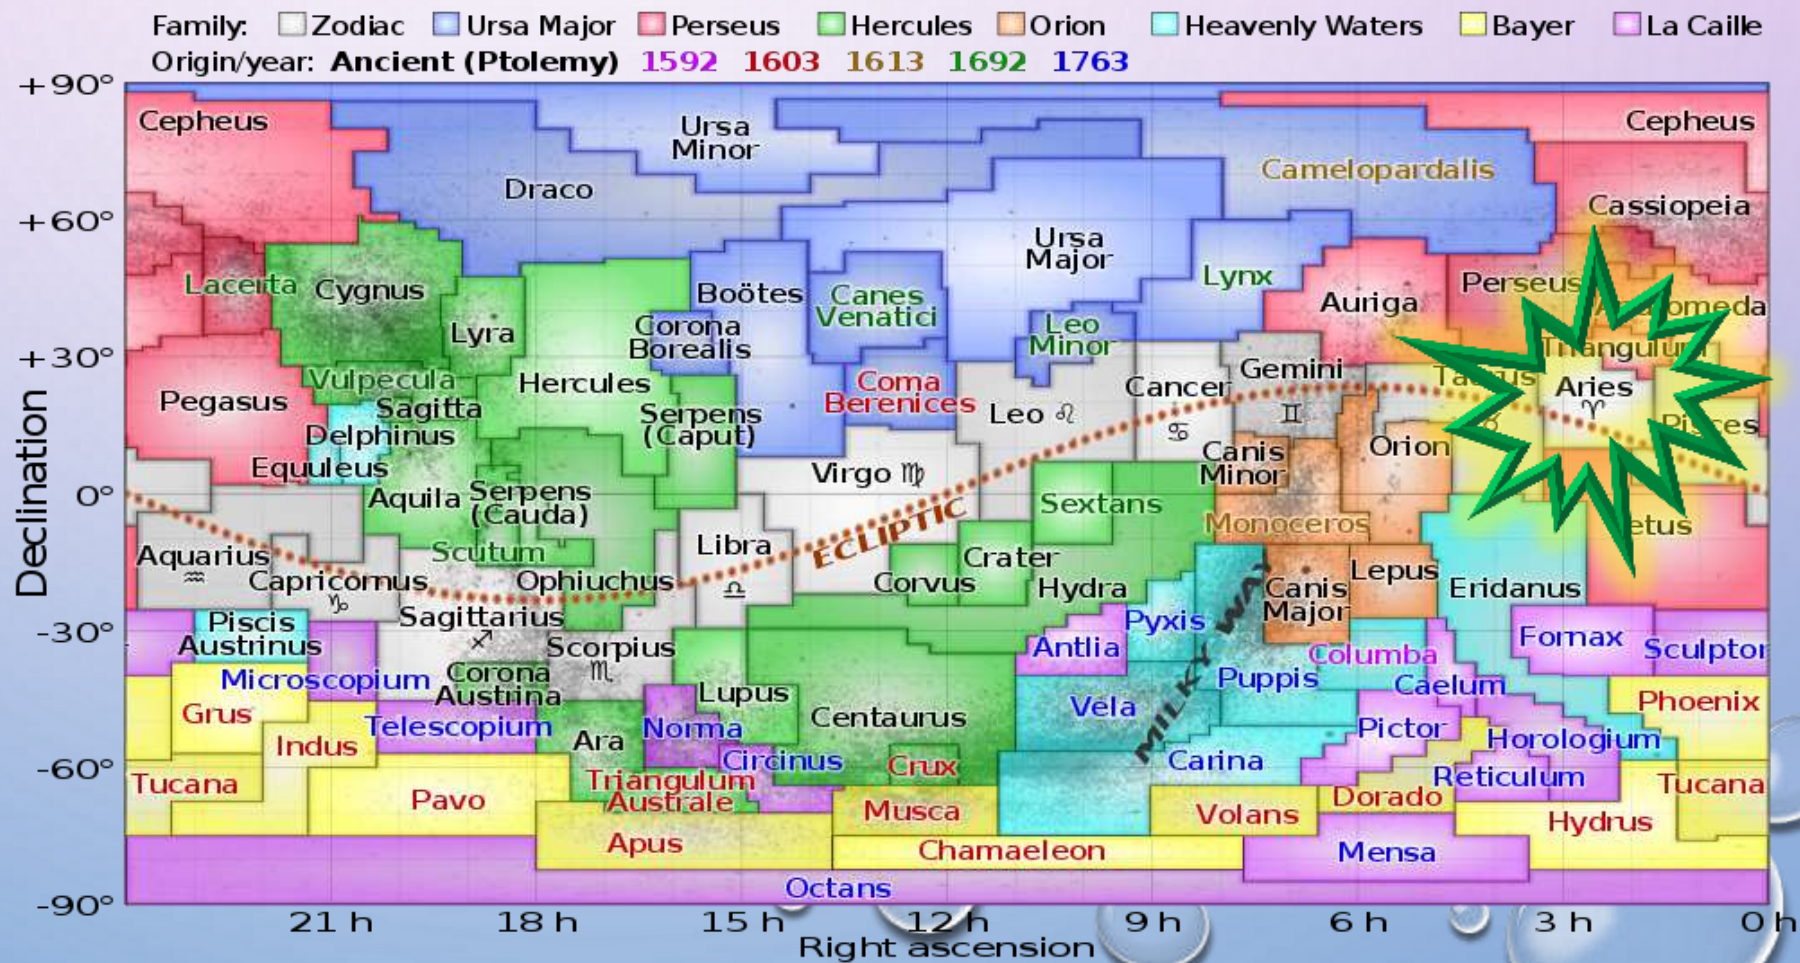 Family: Zodiac Ursa Major Perseus Hercules Orion Heavenly Waters Bayer La Caille
Origin/year: Ancient (Ptolemy) 1592 1603 1613 1692 1763
+90°
Cepheus
Ursa
Minor
Cepheus
Camelopardalis
Draco
Cassiopeia
+60°
Ursa
Major
Lacerta
Cygnus
Boötes
Canes
Venatici
Lynx
Perseus
Auriga
Andromeda
Lyra
Corona
Borealis
Leo
Minor
Triangulum
+30°
Vulpecula
Hercules
Coma
Berenices
Gemini
Taurus
Aries
♈
Pegasus
Sagitta
Serpens
(Caput)
Leo ♌
Cancer
♋
♊
♉
Pisces
Delphinus
Equuleus
Virgo ♍
Canis
Minor
Orion
0°
Aquila
Serpens
(Cauda)
Sextans
Monoceros
ECLIPTIC
Scutum
Libra
♎
Crater
Aquarius
♒
Capricornus
♑
Ophiuchus
Corvus
Hydra
Canis
Major
Lepus
Eridanus
Sagittarius
♐
-30°
Piscis
Austrinus
Scorpius
♏
Antlia
Pyxis
MILKY WAY
Columba
Fornax
Sculptor
Microscopium
Corona
Austrina
Lupus
Puppis
Caelum
Grus
Telescopium
Norma
Centaurus
Vela
Pictor
Phoenix
Indus
Ara
Circinus
Crux
Carina
Horologium
-60°
Tucana
Triangulum
Australe
Reticulum
Tucana
Pavo
Musca
Volans
Dorado
Hydrus
Apus
Chamaeleon
Mensa
Octans
-90°
21 h 18 h 15 h 12 h 9 h 6 h 3 h 0 h
Right ascension
Declination